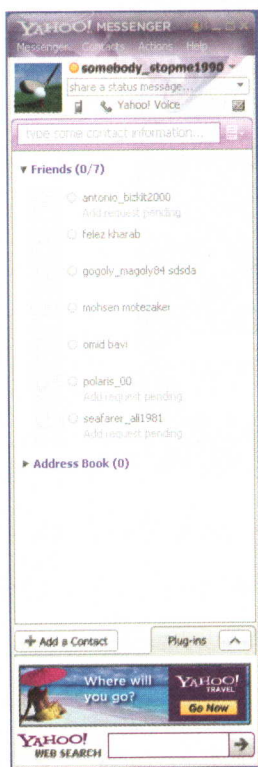 YAHOO! MESSENGER
Messenger Contacts Actions Help
somebody_stopme1990
share a status message...
Yahoo! Voice
type some contact information...
Friends (0/7)
antonio_bizkit2000
Add request pending
felez kharab
gogoly_magoly84 sdsda
mohsen motezaker
omid bavi
polaris_00
Add request pending
seafarer_ali1981
Add request pending
Address Book (0)
+ Add a Contact Plug-ins
Where will you go?
YAHOO! TRAVEL
Go Now
YAHOO! WEB SEARCH